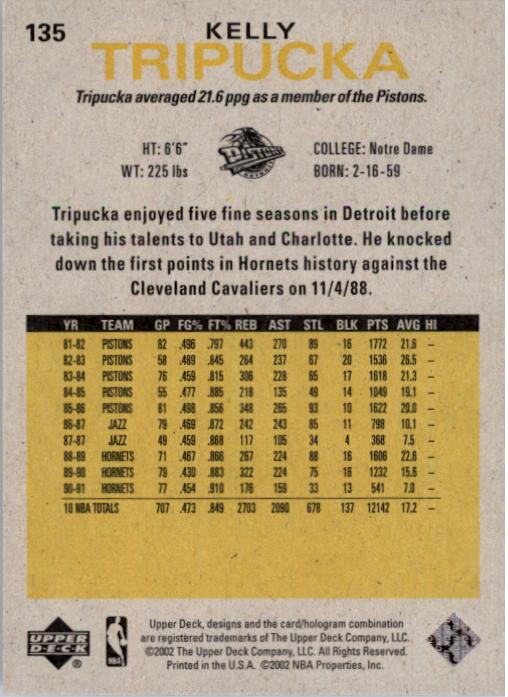 135
KELLY
TRIPUCKA
Tripucka averaged 21.6 ppg as a member of the Pistons.
HT: 6'6"
WT: 225 lbs
PISTONS
DETROIT
COLLEGE: Notre Dame
BORN: 2-16-59
Tripucka enjoyed five fine seasons in Detroit before
taking his talents to Utah and Charlotte. He knocked
down the first points in Hornets history against the
Cleveland Cavaliers on 11/4/88.
YR TEAM GP FG% FT% REB AST STL BLK PTS AVG HI
81-82 PISTONS 82 .496 .797 443 270 89 16 1772 21.6 –
82-83 PISTONS 58 .489 .845 264 237 67 20 1536 26.5 –
83-84 PISTONS 76 .459 .815 306 228 65 17 1618 21.3 –
84-85 PISTONS 55 .477 .885 218 135 49 14 1049 19.1 –
85-86 PISTONS 81 .498 .856 348 265 93 10 1622 20.0 –
86-87 JAZZ 79 .469 .872 242 243 85 11 798 10.1 –
87-87 JAZZ 49 .459 .868 117 105 34 4 368 7.5 –
88-89 HORNETS 71 .467 .866 267 224 88 16 1606 22.6 –
89-90 HORNETS 79 .430 .883 322 224 75 16 1232 15.6 –
90-91 HORNETS 77 .454 .910 176 159 33 13 541 7.0 –
10 NBA TOTALS 707 .473 .849 2703 2090 678 137 12142 17.2 –
UPPER
DECK
®
NBA
Upper Deck, designs and the card/hologram combination
are registered trademarks of The Upper Deck Company, LLC.
©2002 The Upper Deck Company, LLC. All Rights Reserved.
Printed in the U.S.A. ©2002 NBA Properties, Inc.